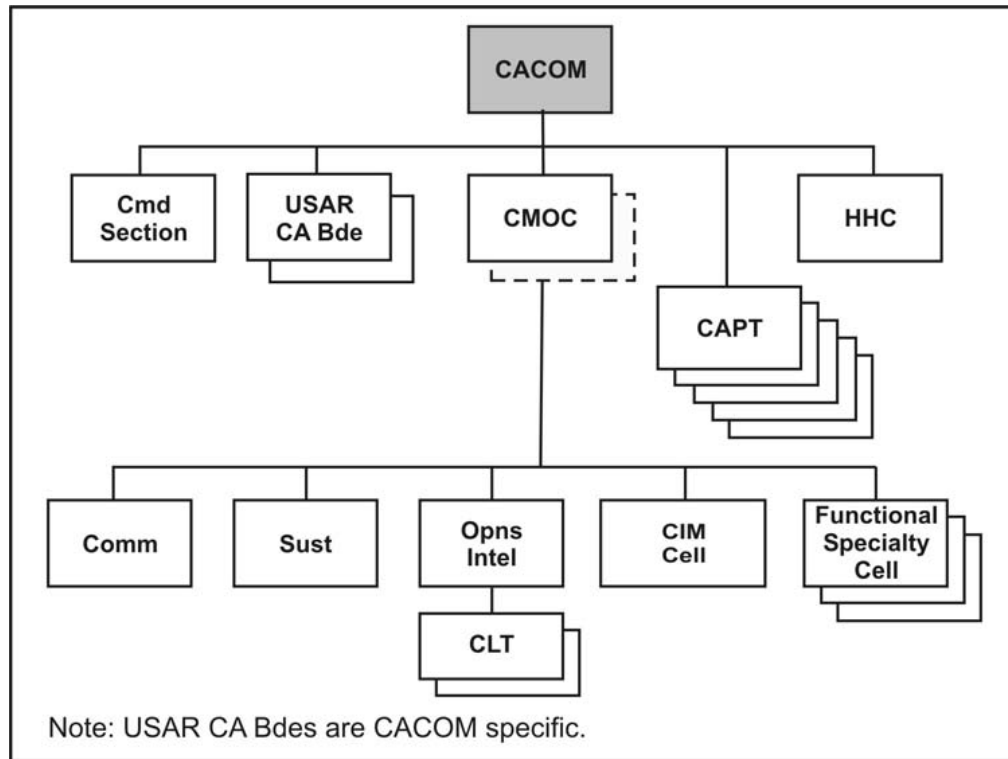 CACOM
Cmd
Section
USAR
CA Bde
CMOC
HHC
CAPT
Comm
Sust
Opns
Intel
CIM
Cell
Functional
Specialty
Cell
CLT
Note: USAR CA Bdes are CACOM specific.